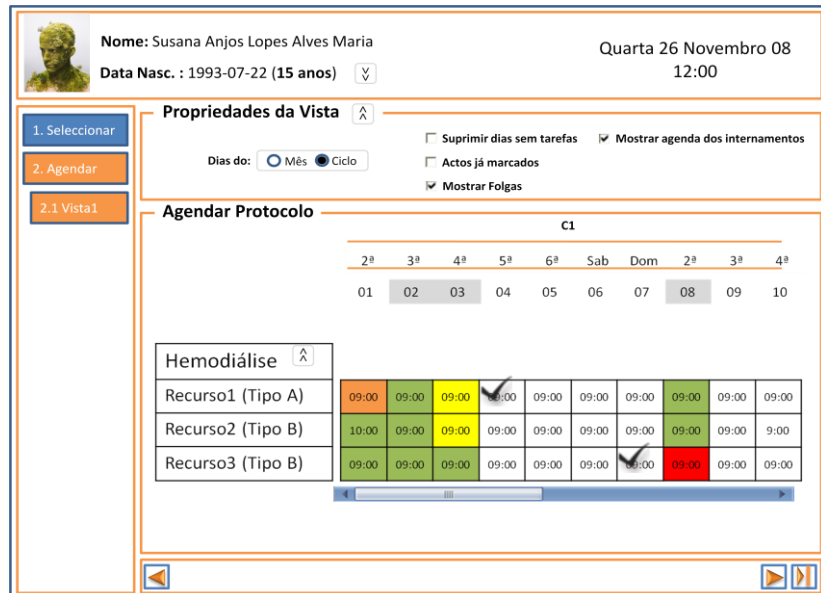 Nome: Susana Anjos Lopes Alves Maria
Data Nasc. : 1993-07-22 (15 anos)
Quarta 26 Novembro 08
12:00
1. Seleccionar
2. Agendar
2.1 Vista1
Propriedades da Vista
Dias do: Mês Ciclo
Suprimir dias sem tarefas Mostrar agenda dos internamentos
Actos já marcados
Mostrar Folgas
Agendar Protocolo
C1
2ª 3ª 4ª 5ª 6ª Sab Dom 2ª 3ª 4ª
01 02 03 04 05 06 07 08 09 10
Hemodiálise
Recurso1 (Tipo A) 09:00 09:00 09:00 09:00 09:00 09:00 09:00 09:00 09:00 09:00
Recurso2 (Tipo B) 10:00 09:00 09:00 09:00 09:00 09:00 09:00 09:00 09:00 9:00
Recurso3 (Tipo B) 09:00 09:00 09:00 09:00 09:00 09:00 09:00 09:00 09:00 09:00